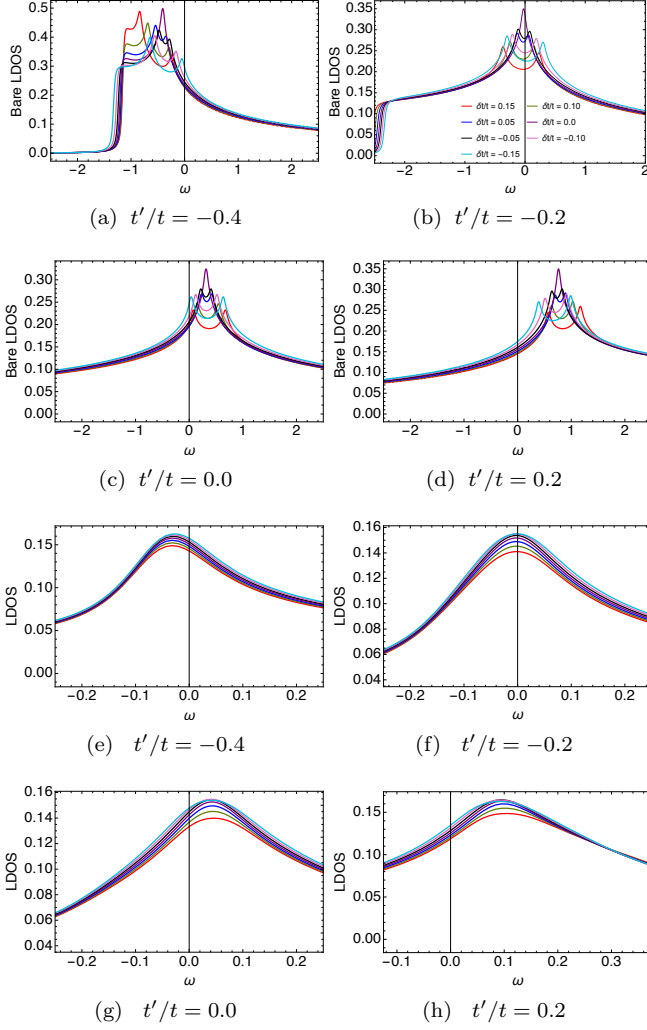 Bare LDOS
0.5
0.4
0.3
0.2
0.1
0.0
−2 −1 0 1 2
ω
(a) t′/t = −0.4
Bare LDOS
0.35
0.30
0.25
0.20
0.15
0.10
0.05
0.00
δt/t = 0.15 δt/t = 0.10
δt/t = 0.05 δt/t = 0.0
δt/t = −0.05 δt/t = −0.10
δt/t = −0.15
−2 −1 0 1 2
ω
(b) t′/t = −0.2
Bare LDOS
0.30
0.25
0.20
0.15
0.10
0.05
0.00
−2 −1 0 1 2
ω
(c) t′/t = 0.0
Bare LDOS
0.35
0.30
0.25
0.20
0.15
0.10
0.05
0.00
−2 −1 0 1 2
ω
(d) t′/t = 0.2
LDOS
0.15
0.10
0.05
0.00
−0.2 −0.1 0.0 0.1 0.2
ω
(e) t′/t = −0.4
LDOS
0.16
0.14
0.12
0.10
0.08
0.06
0.04
−0.2 −0.1 0.0 0.1 0.2
ω
(f) t′/t = −0.2
LDOS
0.16
0.14
0.12
0.10
0.08
0.06
0.04
−0.2 −0.1 0.0 0.1 0.2
ω
(g) t′/t = 0.0
LDOS
0.15
0.10
0.05
0.00
−0.1 0.0 0.1 0.2 0.3
ω
(h) t′/t = 0.2